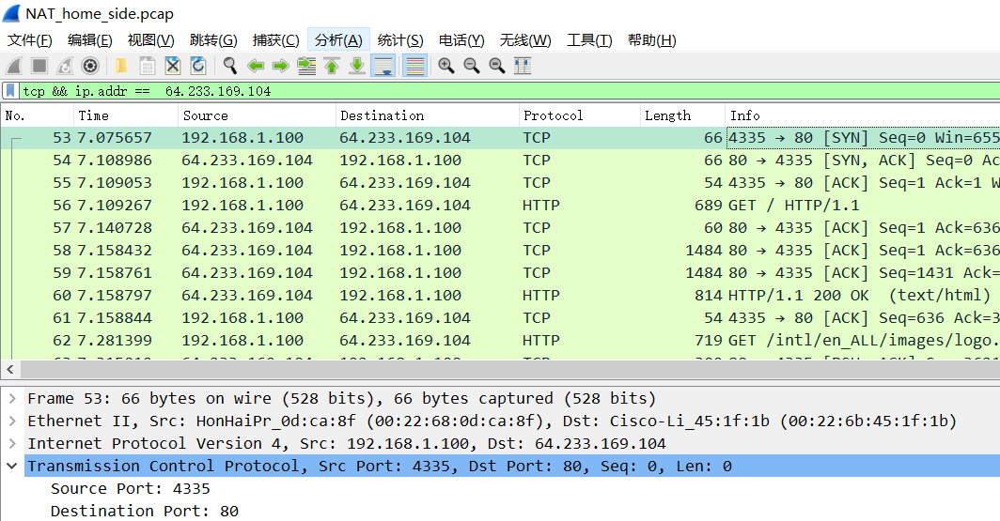 NAT_home_side.pcap
文件(F) 编辑(E) 视图(V) 跳转(G) 捕获(C) 分析(A) 统计(S) 电话(Y) 无线(W) 工具(T) 帮助(H)
tcp && ip.addr == 64.233.169.104
No. Time Source Destination Protocol Length Info
53 7.075657 192.168.1.100 64.233.169.104 TCP 66 4335 → 80 [SYN] Seq=0 Win=655
54 7.108986 64.233.169.104 192.168.1.100 TCP 66 80 → 4335 [SYN, ACK] Seq=0 Ac
55 7.109053 192.168.1.100 64.233.169.104 TCP 54 4335 → 80 [ACK] Seq=1 Ack=1 W
56 7.109267 192.168.1.100 64.233.169.104 HTTP 689 GET / HTTP/1.1
57 7.140728 64.233.169.104 192.168.1.100 TCP 60 80 → 4335 [ACK] Seq=1 Ack=636
58 7.158432 64.233.169.104 192.168.1.100 TCP 1484 80 → 4335 [ACK] Seq=1 Ack=636
59 7.158761 64.233.169.104 192.168.1.100 TCP 1484 80 → 4335 [ACK] Seq=1431 Ack=
60 7.158797 64.233.169.104 192.168.1.100 HTTP 814 HTTP/1.1 200 OK (text/html)
61 7.158844 192.168.1.100 64.233.169.104 TCP 54 4335 → 80 [ACK] Seq=636 Ack=3
62 7.281399 192.168.1.100 64.233.169.104 HTTP 719 GET /intl/en_ALL/images/logo.
Frame 53: 66 bytes on wire (528 bits), 66 bytes captured (528 bits)
Ethernet II, Src: HonHaiPr_0d:ca:8f (00:22:68:0d:ca:8f), Dst: Cisco-Li_45:1f:1b (00:22:6b:45:1f:1b)
Internet Protocol Version 4, Src: 192.168.1.100, Dst: 64.233.169.104
Transmission Control Protocol, Src Port: 4335, Dst Port: 80, Seq: 0, Len: 0
Source Port: 4335
Destination Port: 80